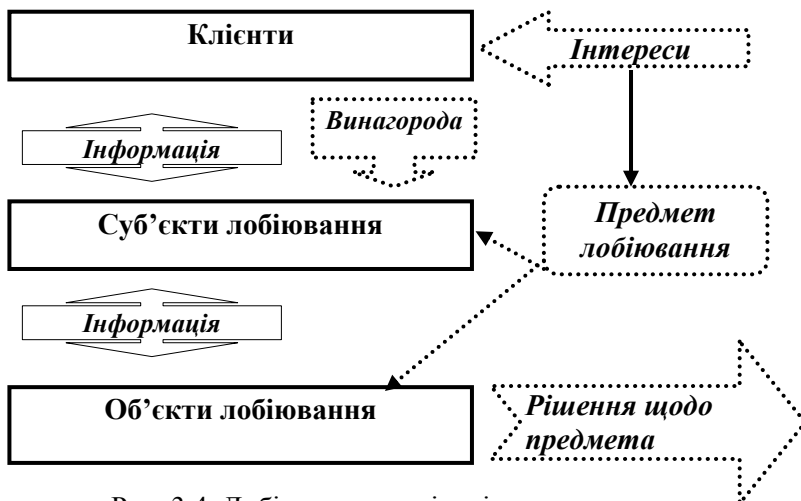 Клієнти
Інтереси
Інформація
Винагорода
Суб’єкти лобіювання
Предмет
лобіювання
Інформація
Об’єкти лобіювання
Рішення щодо
предмета